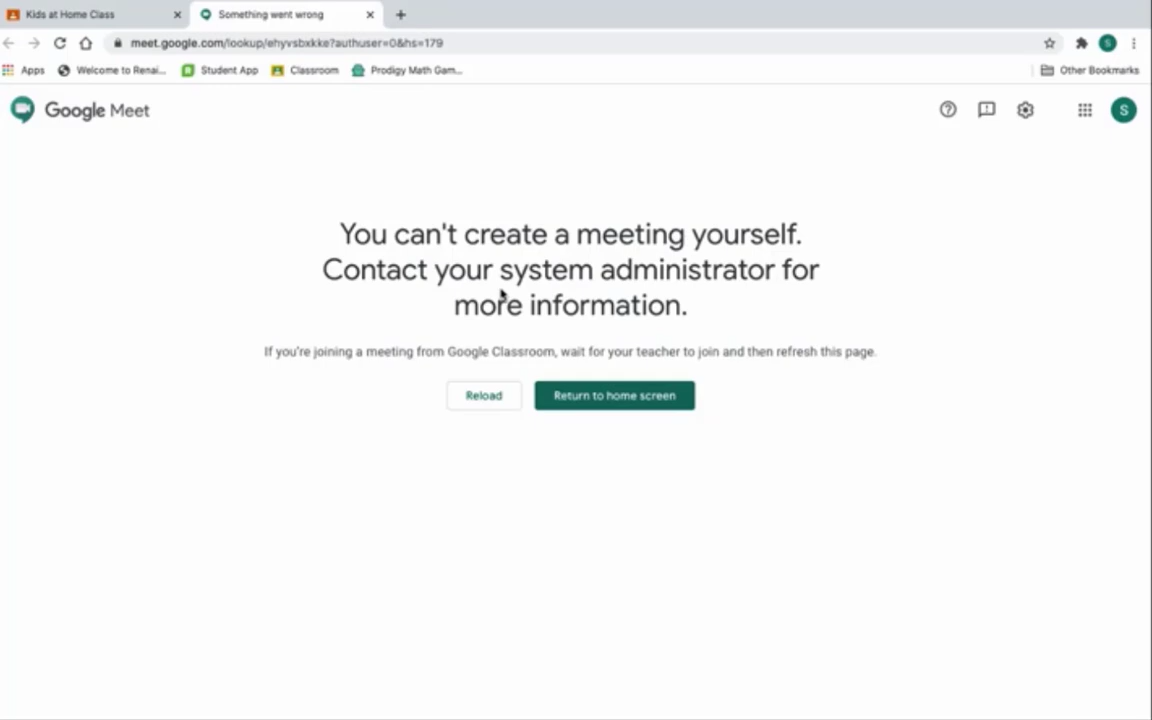 Kids at Home Class
Something went wrong
meet.google.com/lookup/ehyvsbxkke?authuser=0&hs=179
S
Apps
Welcome to Renai...
Student App
Classroom
Prodigy Math Gam...
Other Bookmarks
Google Meet
S
You can't create a meeting yourself.
Contact your system administrator for
more information.
If you're joining a meeting from Google Classroom, wait for your teacher to join and then refresh this page.
Reload
Return to home screen